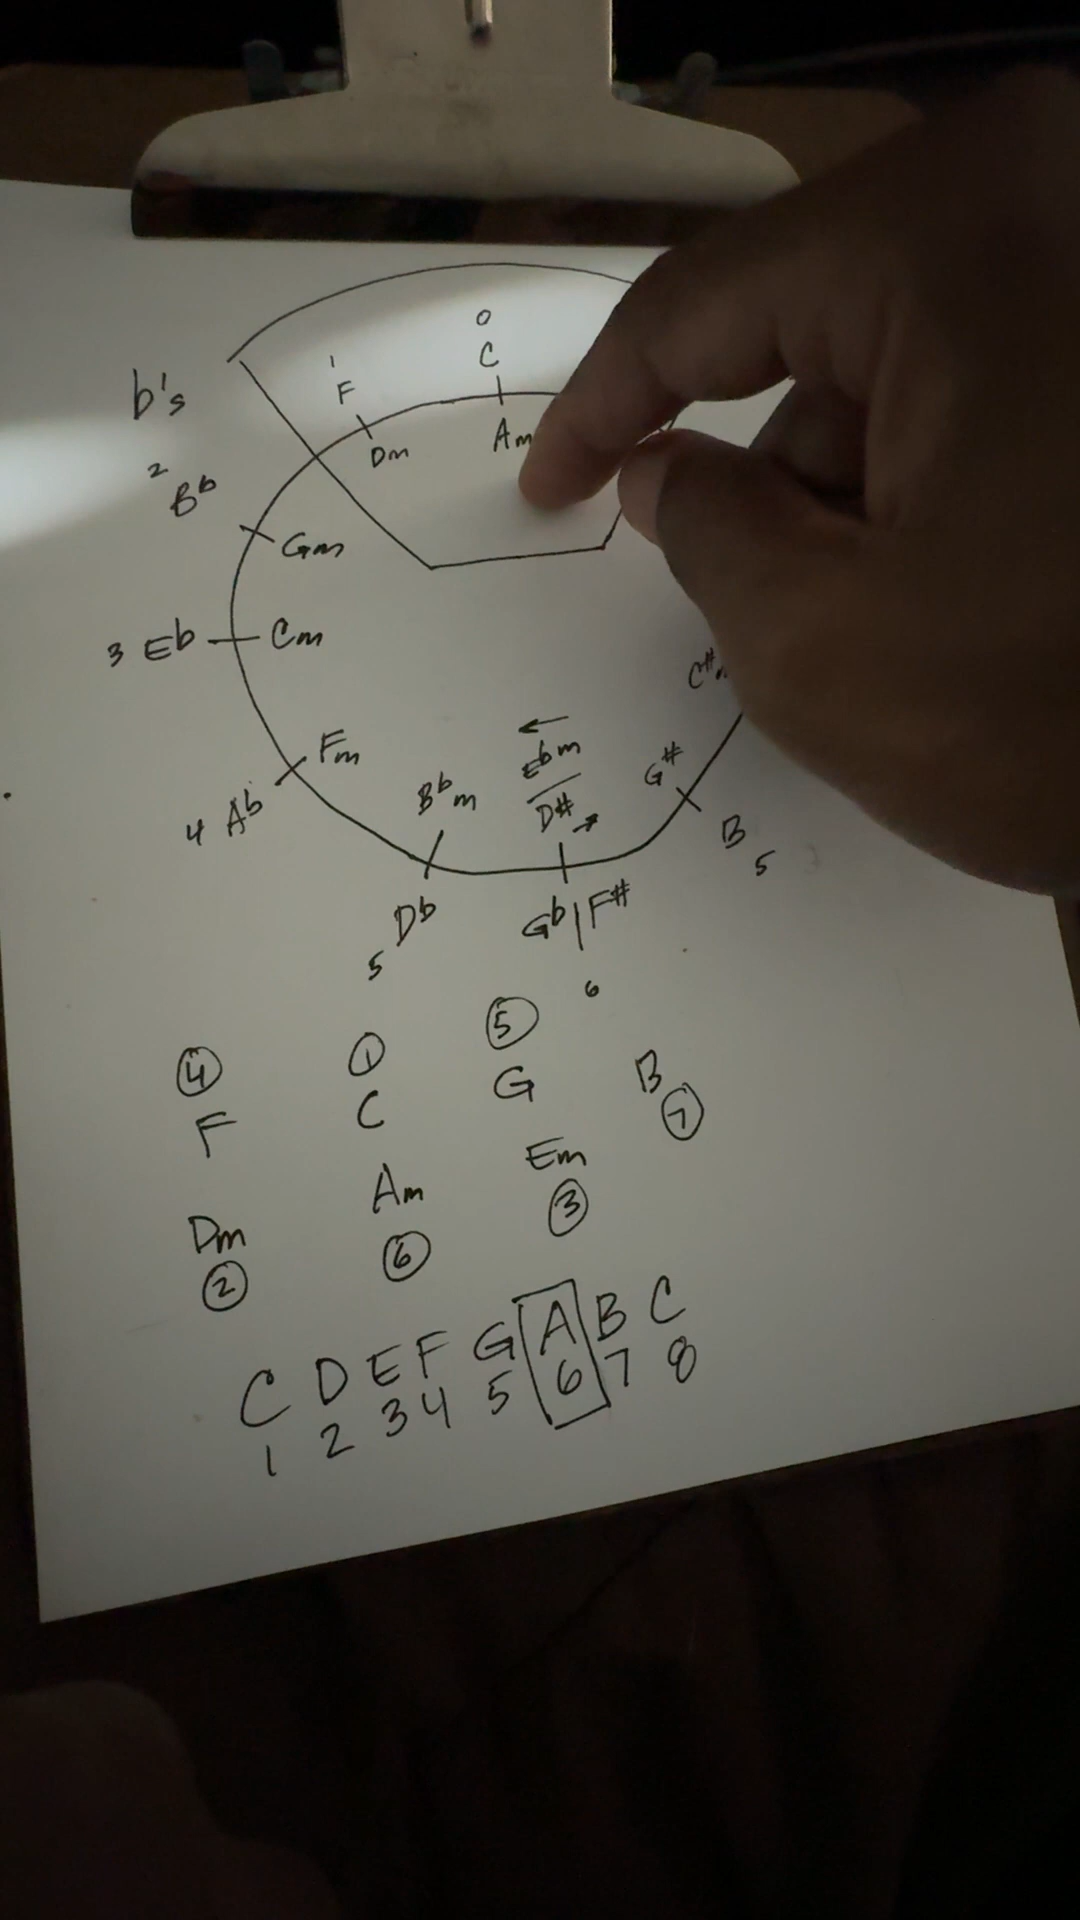 0
1 C
b's F
Dm Am
2 Bb
Gm
3 Eb Cm
C#
Fm Ebm G#
4 Ab Bbm D#
B
5
Db Gb|F#
5 6
4 1 5
F C G B
7
Dm Am Em
2 6 3
C D E F G A B C
1 2 3 4 5 6 7 8